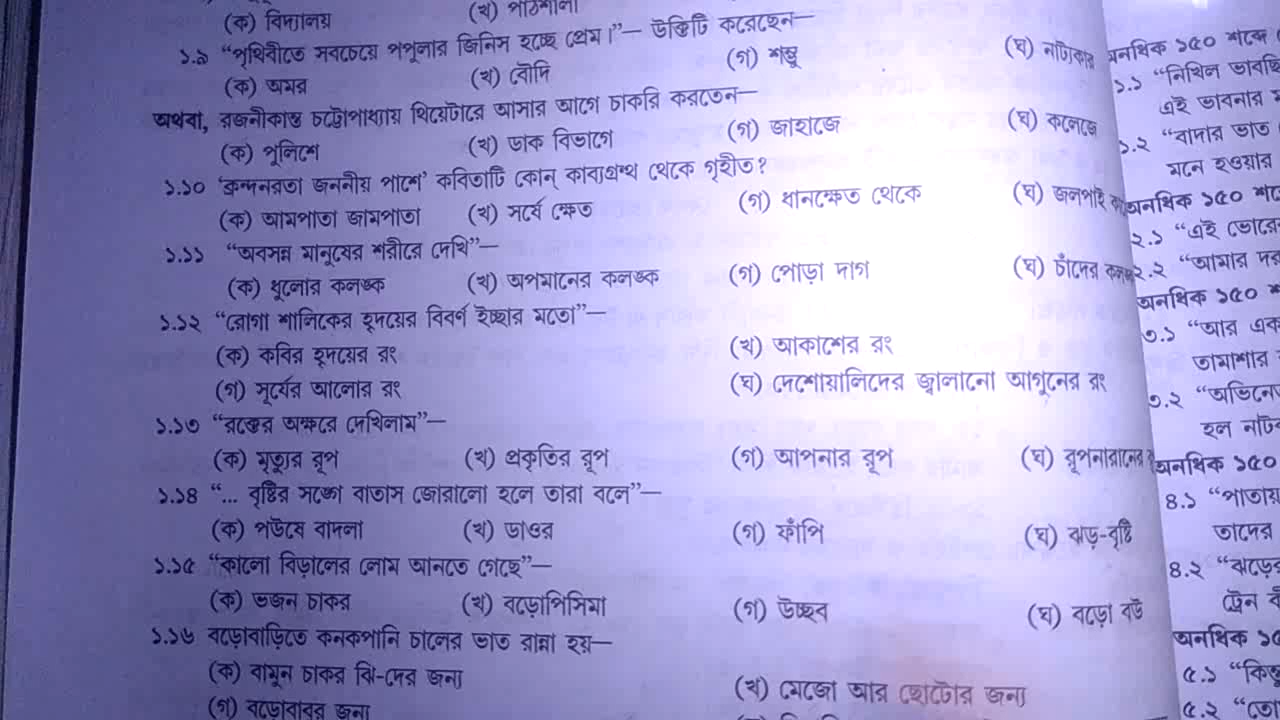 (ক) বিদ্যালয় (খ) পাঠশালা
১.৯ “পৃথিবীতে সবচেয়ে পপুলার জিনিস হচ্ছে প্রেম।”— উক্তিটি করেছেন—
(ক) অমর (খ) বৌদি (গ) শম্ভু (ঘ) নাট্যকার
অথবা, রজনীকান্ত চট্টোপাধ্যায় থিয়েটারে আসার আগে চাকরি করতেন—
(ক) পুলিশে (খ) ডাক বিভাগে (গ) জাহাজে (ঘ) কলেজে
১.১০ ‘ক্রন্দনরতা জননীয় পাশে’ কবিতাটি কোন্ কাব্যগ্রন্থ থেকে গৃহীত?
(ক) আমপাতা জামপাতা (খ) সর্ষে ক্ষেত (গ) ধানক্ষেত থেকে (ঘ) জলপাই
১.১১ “অবসন্ন মানুষের শরীরে দেখি”—
(ক) ধুলোর কলঙ্ক (খ) অপমানের কলঙ্ক (গ) পোড়া দাগ (ঘ) চাঁদের
১.১২ “রোগা শালিকের হৃদয়ের বিবর্ণ ইচ্ছার মতো”—
(ক) কবির হৃদয়ের রং (খ) আকাশের রং
(গ) সূর্যের আলোর রং (ঘ) দেশোয়ালিদের জ্বালানো আগুনের রং
১.১৩ “রক্তের অক্ষরে দেখিলাম”—
(ক) মৃত্যুর রূপ (খ) প্রকৃতির রূপ (গ) আপনার রূপ (ঘ) রূপনারানের
১.১৪ “... বৃষ্টির সঙ্গে বাতাস জোরালো হলে তারা বলে”—
(ক) পউষে বাদলা (খ) ডাওর (গ) ফাঁপি (ঘ) ঝড়-বৃষ্টি
১.১৫ “কালো বিড়ালের লোম আনতে গেছে”—
(ক) ভজন চাকর (খ) বড়োপিসিমা (গ) উচ্ছব (ঘ) বড়ো বউ
১.১৬ বড়োবাড়িতে কনকপানি চালের ভাত রান্না হয়—
(ক) বামুন চাকর ঝি-দের জন্য (খ) মেজো আর ছোটোর জন্য
(গ) বড়োবাবুর জন্য
অনধিক ১৫০ শব্দে
১.১ “নিখিল
এই ভাবনার
১.২ “বাদার ভাত
মনে হওয়ার
অনধিক ১৫০
২.১ “এই
২.২ “আমার
অনধিক ১৫০
৩.১ “আর
তামাশার
৩.২
হল
অনধিক ১৫০
৪.১ “পাতায়
তাদের
৪.২ “ঝড়ের
ট্রেন
অনধিক
৫.১
৫.২